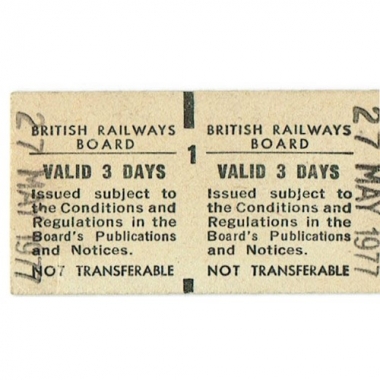 27 MAY 1977
BRITISH RAILWAYS
BOARD
VALID 3 DAYS
Issued subject to
the Conditions and
Regulations in the
Board's Publications
and Notices.
NOT TRANSFERABLE
1
BRITISH RAILWAYS
BOARD
VALID 3 DAYS
Issued subject to
the Conditions and
Regulations in the
Board's Publications
and Notices.
NOT TRANSFERABLE
27 MAY 1977